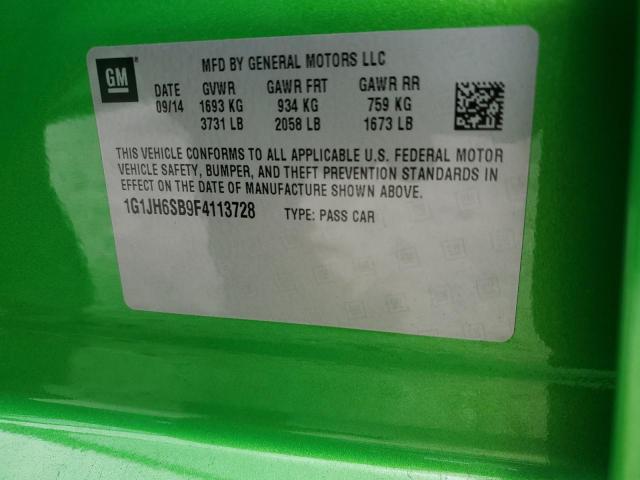 GM
MFD BY GENERAL MOTORS LLC
DATE GVWR GAWR FRT GAWR RR
09/14 1693 KG 934 KG 759 KG
3731 LB 2058 LB 1673 LB
THIS VEHICLE CONFORMS TO ALL APPLICABLE U.S. FEDERAL MOTOR
VEHICLE SAFETY, BUMPER, AND THEFT PREVENTION STANDARDS IN
EFFECT ON THE DATE OF MANUFACTURE SHOWN ABOVE.
1G1JH6SB9F4113728 TYPE: PASS CAR